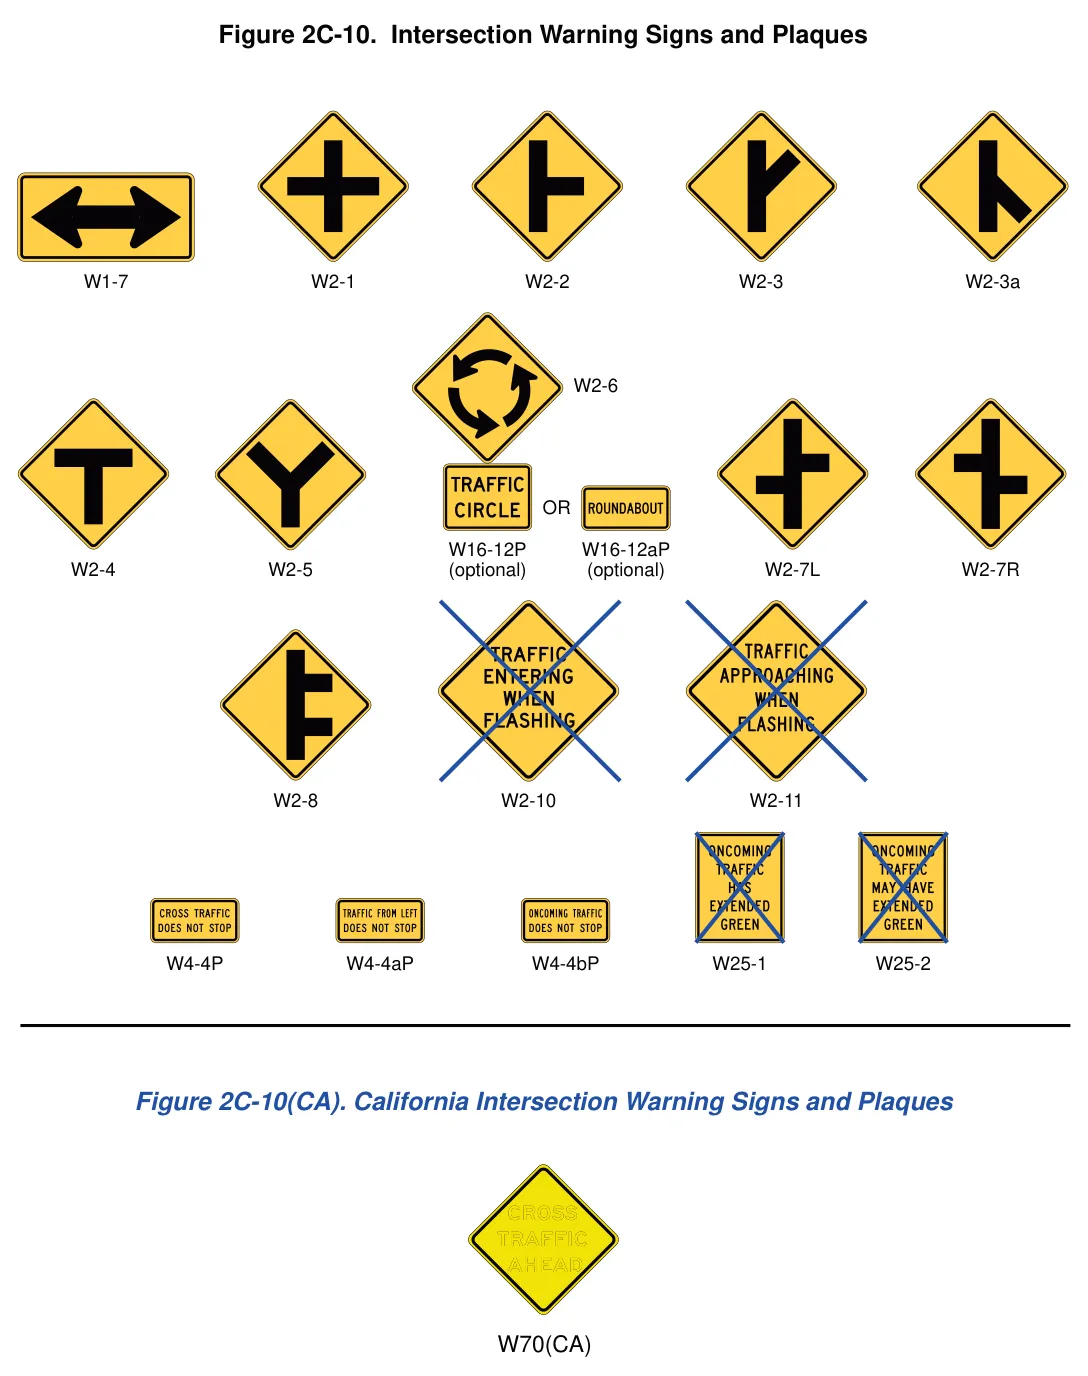 Figure 2C-10. Intersection Warning Signs and Plaques
W1-7
W2-1
W2-2
W2-3
W2-3a
W2-4
W2-5
W2-6
TRAFFIC
CIRCLE
OR
ROUNDABOUT
W16-12P
(optional)
W16-12aP
(optional)
W2-7L
W2-7R
W2-8
TRAFFIC
ENTERING
WHEN
FLASHING
W2-10
TRAFFIC
APPROACHING
WHEN
FLASHING
W2-11
CROSS TRAFFIC
DOES NOT STOP
W4-4P
TRAFFIC FROM LEFT
DOES NOT STOP
W4-4aP
ONCOMING TRAFFIC
DOES NOT STOP
W4-4bP
ONCOMING
TRAFFIC
HAS
EXTENDED
GREEN
W25-1
ONCOMING
TRAFFIC
MAY HAVE
EXTENDED
GREEN
W25-2
Figure 2C-10(CA). California Intersection Warning Signs and Plaques
CROSS
TRAFFIC
AHEAD
W70(CA)